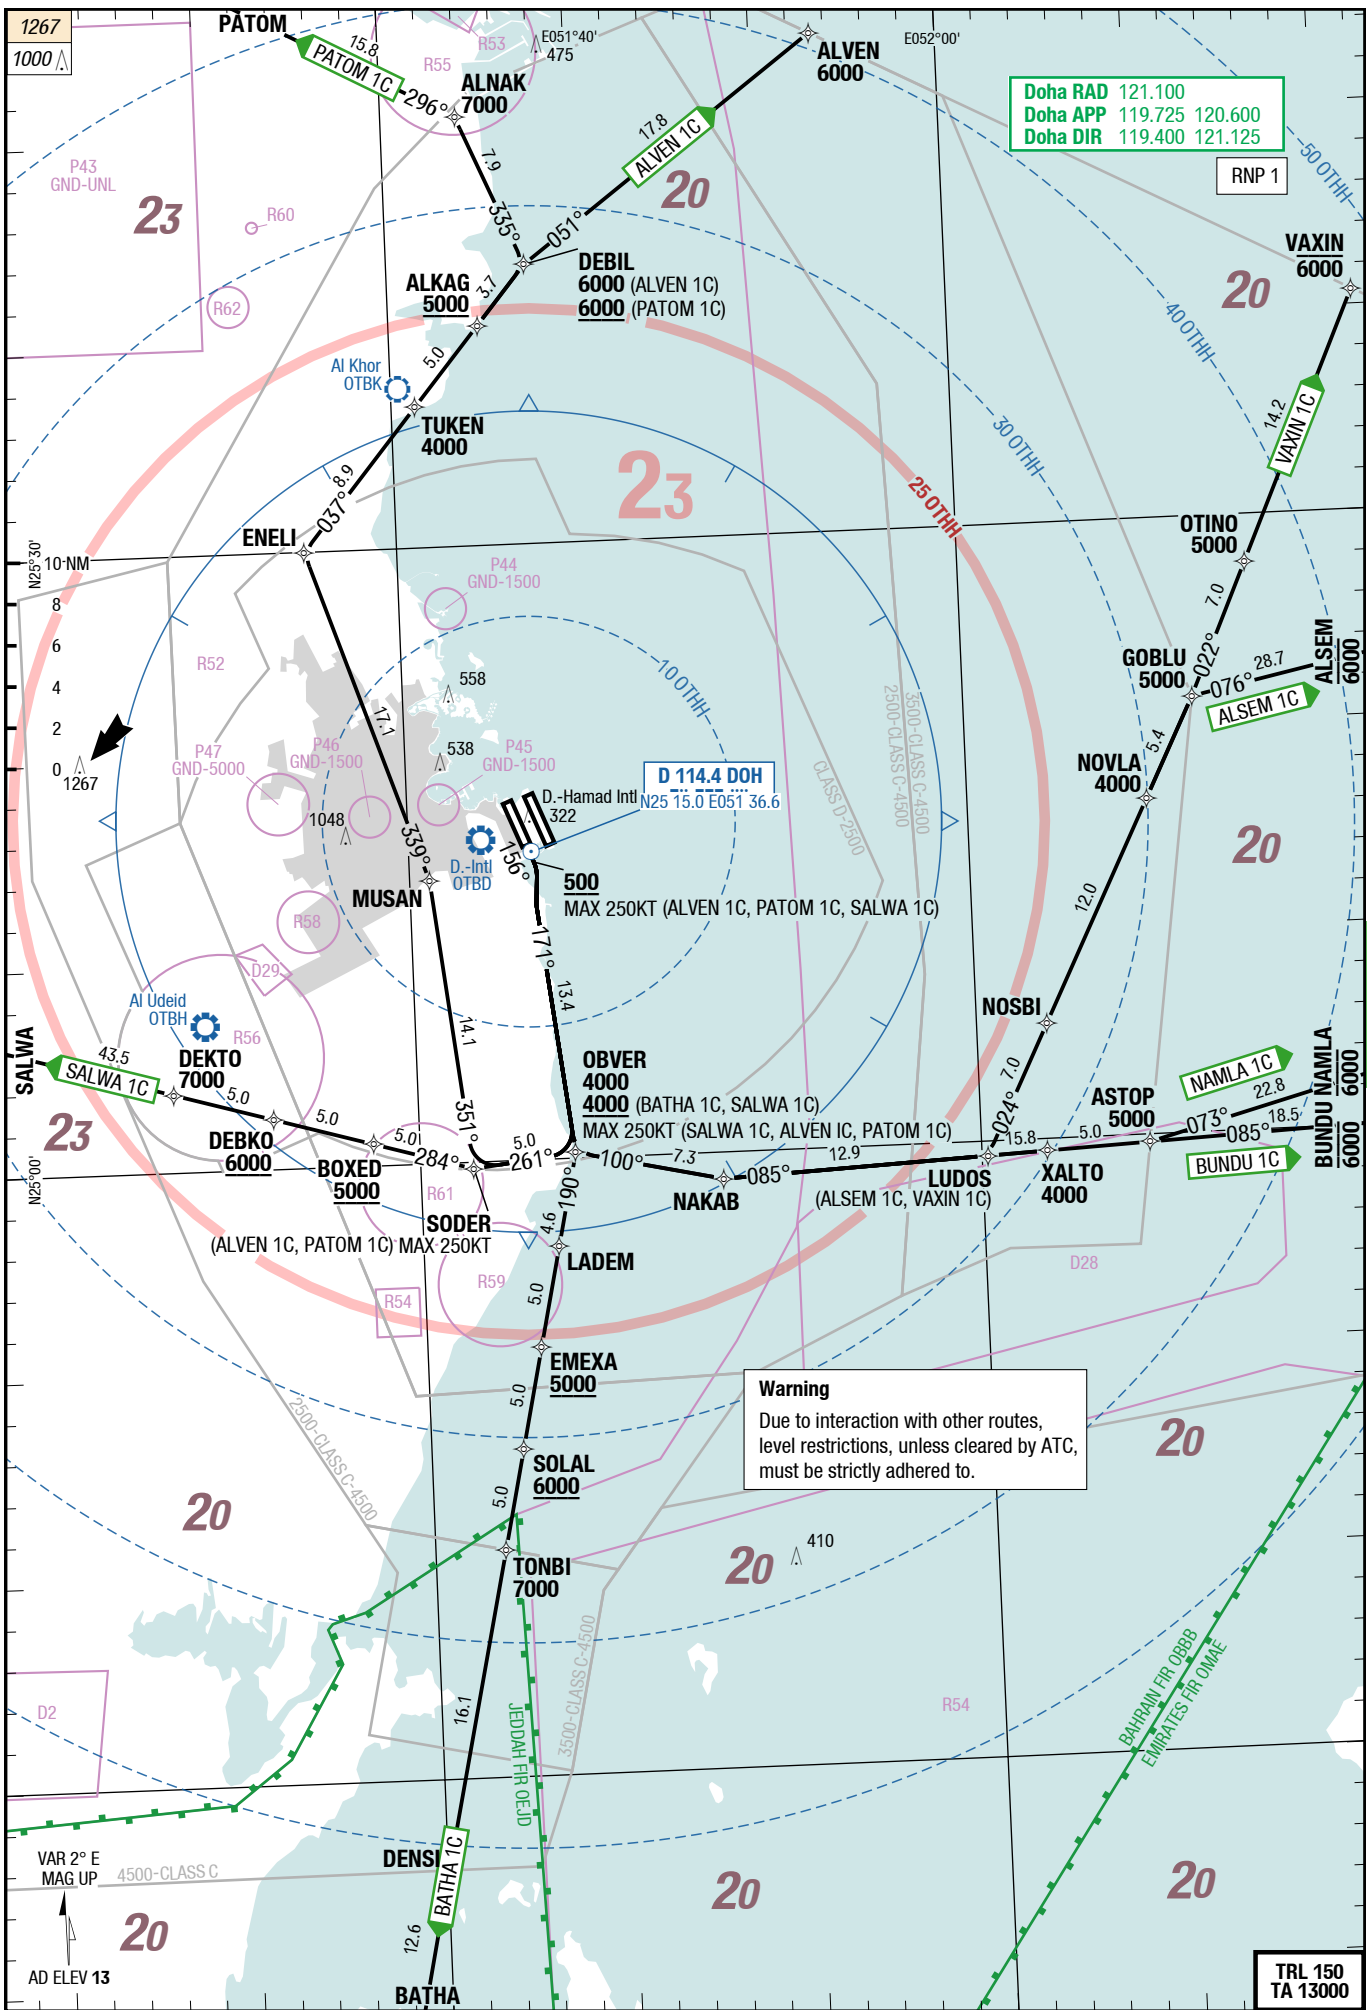 1267
1000
PATOM
15.8
PATOM 1C
296°
R53
R55
E051°40'
475
ALNAK
7000
ALVEN
6000
E052°00'
Doha RAD 121.100
Doha APP 119.725 120.600
Doha DIR 119.400 121.125
RNP 1
50 OTHH
P43
GND-UNL
23
R60
R62
7.9
335°
17.8
ALVEN 1C
051°
20
VAXIN
6000
20
DEBIL
6000 (ALVEN 1C)
6000 (PATOM 1C)
ALKAG
5000
3.7
5.0
Al Khor
OTBK
TUKEN
4000
40 OTHH
30 OTHH
25 OTHH
14.2
VAXIN 1C
23
8.9
037°
ENELI
N25°30'
10 NM
8
6
4
2
0
1267
OTINO
5000
7.0
022°
P44
GND-1500
R52
558
10 OTHH
GOBLU
5000
076°
28.7
ALSEM
6000
ALSEM 1C
17.1
P47
GND-5000
P46
GND-1500
538
P45
GND-1500
3500-CLASS C-4500
2500-CLASS C-4500
CLASS D-2500
5.4
NOVLA
4000
D 114.4 DOH
N25 15.0 E051 36.6
D.-Hamad Intl
322
1048
339°
D.-Intl
OTBD
156°
20
MUSAN
500
MAX 250KT (ALVEN 1C, PATOM 1C, SALWA 1C)
12.0
R58
D29
171°
13.4
Al Udeid
OTBH
R56
14.1
NOSBI
SALWA
43.5
SALWA 1C
DEKTO
7000
5.0
OBVER
4000
4000 (BATHA 1C, SALWA 1C)
MAX 250KT (SALWA 1C, ALVEN IC, PATOM 1C)
7.0
024°
ASTOP
5000
NAMLA 1C
22.8
073°
18.5
085°
NAMLA
6000
BUNDU
6000
BUNDU 1C
23
DEBKO
6000
5.0
BOXED
5000
5.0
284°
351°
5.0
261°
N25°00'
100°
7.3
NAKAB
085°
12.9
15.8
5.0
LUDOS
(ALSEM 1C, VAXIN 1C)
XALTO
4000
R61
SODER
(ALVEN 1C, PATOM 1C) MAX 250KT
190°
4.6
LADEM
R59
R54
5.0
D28
EMEXA
5000
5.0
Warning
Due to interaction with other routes,
level restrictions, unless cleared by ATC,
must be strictly adhered to.
20
2500-CLASS C-4500
SOLAL
6000
20
5.0
TONBI
7000
20
410
3500-CLASS C-4500
D2
16.1
JEDDAH FIR OEJD
R54
BAHRAIN FIR OBBB
EMIRATES FIR OMAE
VAR 2° E
MAG UP
4500-CLASS C
DENSI
BATHA 1C
20
20
20
12.6
AD ELEV 13
BATHA
TRL 150
TA 13000